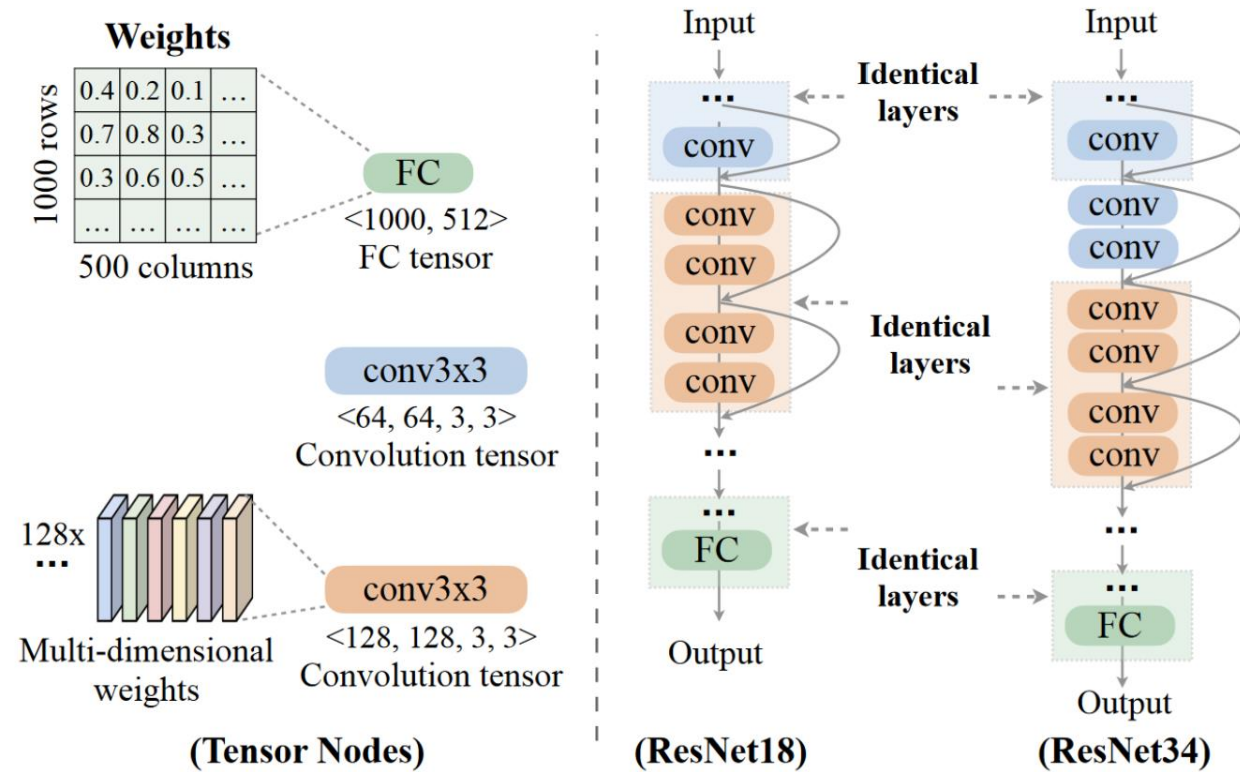 Weights
1000 rows
0.4 0.2 0.1 ...
0.7 0.8 0.3 ...
0.3 0.6 0.5 ...
... ... ... ...
500 columns
FC
<1000, 512>
FC tensor
conv3x3
<64, 64, 3, 3>
Convolution tensor
128x
...
Multi-dimensional
weights
conv3x3
<128, 128, 3, 3>
Convolution tensor
(Tensor Nodes)
Input
...
conv
conv
conv
conv
conv
...
...
FC
Output
(ResNet18)
Identical
layers
Identical
layers
Identical
layers
Input
...
conv
conv
conv
conv
conv
conv
conv
...
...
FC
Output
(ResNet34)